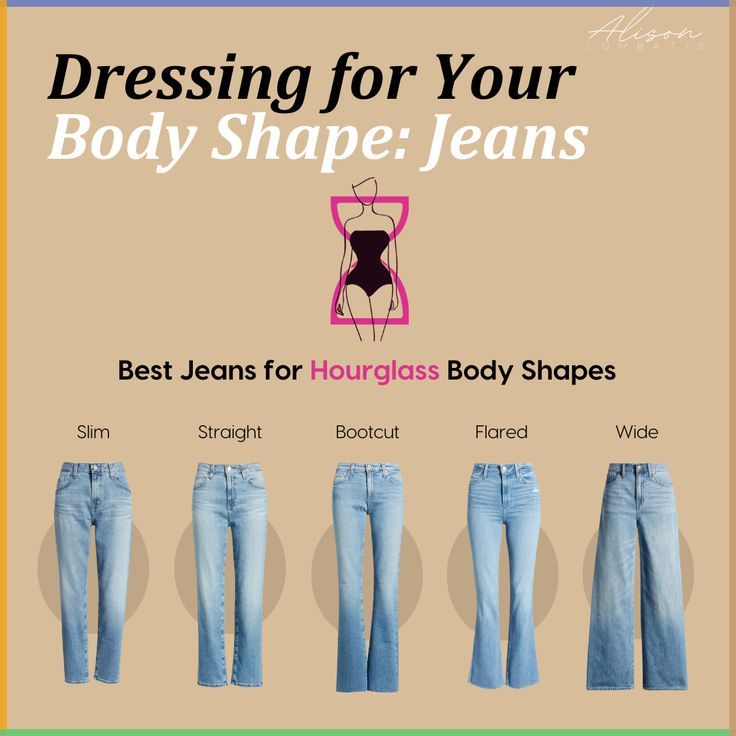 Alison
LUMBATIS
Dressing for Your
Body Shape: Jeans
Best Jeans for Hourglass Body Shapes
Slim Straight Bootcut Flared Wide